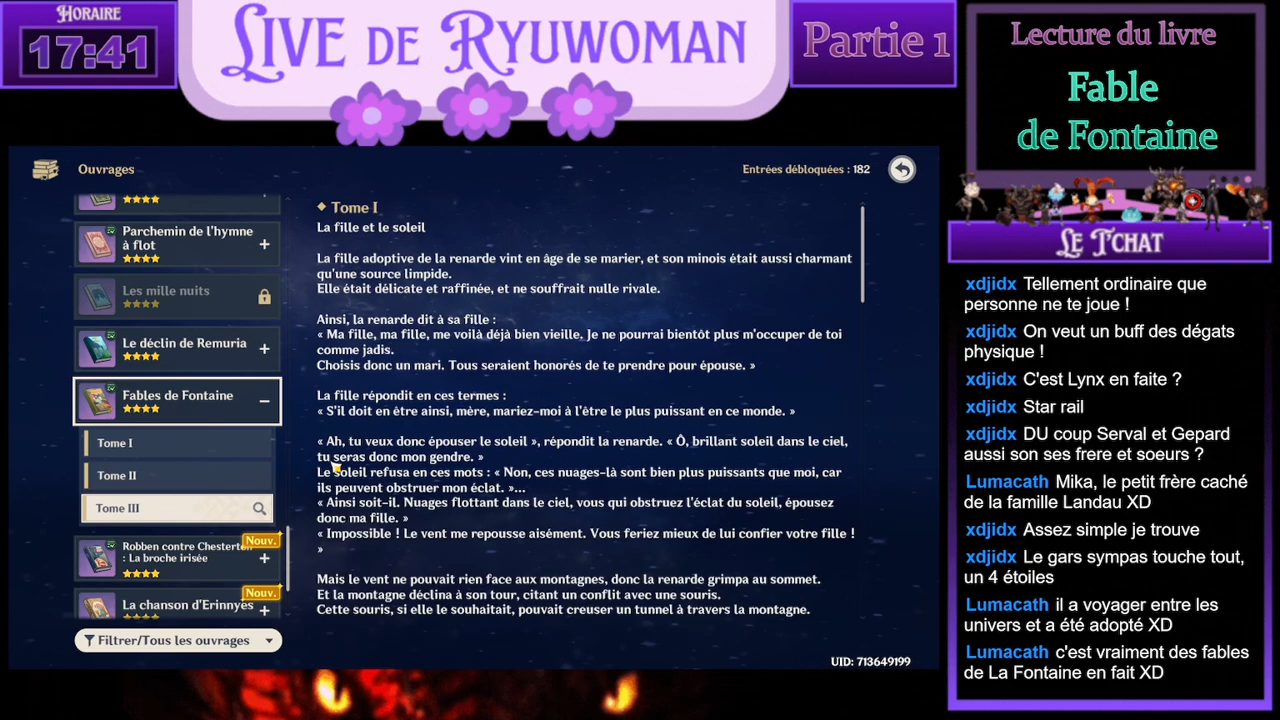 HORAIRE
17:41
LIVE DE RYUWOMAN
Partie 1
Lecture du livre
Fable
de Fontaine
Ouvrages
Entrées débloquées : 182
Parchemin de l'hymne
à flot
Les mille nuits
Le déclin de Remuria
Fables de Fontaine
Tome I
Tome II
Tome III
Nouv.
Robben contre Chesterton
: La broche irisée
Nouv.
La chanson d'Erinnyes
Filtrer/Tous les ouvrages
Tome I
La fille et le soleil
La fille adoptive de la renarde vint en âge de se marier, et son minois était aussi charmant
qu'une source limpide.
Elle était délicate et raffinée, et ne souffrait nulle rivale.
Ainsi, la renarde dit à sa fille :
« Ma fille, ma fille, me voilà déjà bien vieille. Je ne pourrai bientôt plus m'occuper de toi
comme jadis.
Choisis donc un mari. Tous seraient honorés de te prendre pour épouse. »
La fille répondit en ces termes :
« S'il doit en être ainsi, mère, mariez-moi à l'être le plus puissant en ce monde. »
« Ah, tu veux donc épouser le soleil », répondit la renarde. « Ô, brillant soleil dans le ciel,
tu seras donc mon gendre. »
Le soleil refusa en ces mots : « Non, ces nuages-là sont bien plus puissants que moi, car
ils peuvent obstruer mon éclat. »...
« Ainsi soit-il. Nuages flottant dans le ciel, vous qui obstruez l'éclat du soleil, épousez
donc ma fille. »
« Impossible ! Le vent me repousse aisément. Vous feriez mieux de lui confier votre fille !
»
Mais le vent ne pouvait rien face aux montagnes, donc la renarde grimpa au sommet.
Et la montagne déclina à son tour, citant un conflit avec une souris.
Cette souris, si elle le souhaitait, pouvait creuser un tunnel à travers la montagne.
UID: 713649199
LE T'CHAT
xdjidx Tellement ordinaire que
personne ne te joue !
xdjidx On veut un buff des dégats
physique !
xdjidx C'est Lynx en faite ?
xdjidx Star rail
xdjidx DU coup Serval et Gepard
aussi son ses frere et soeurs ?
Lumacath Mika, le petit frère caché
de la famille Landau XD
xdjidx Assez simple je trouve
xdjidx Le gars sympas touche tout,
un 4 étoiles
Lumacath il a voyager entre les
univers et a été adopté XD
Lumacath c'est vraiment des fables
de La Fontaine en fait XD